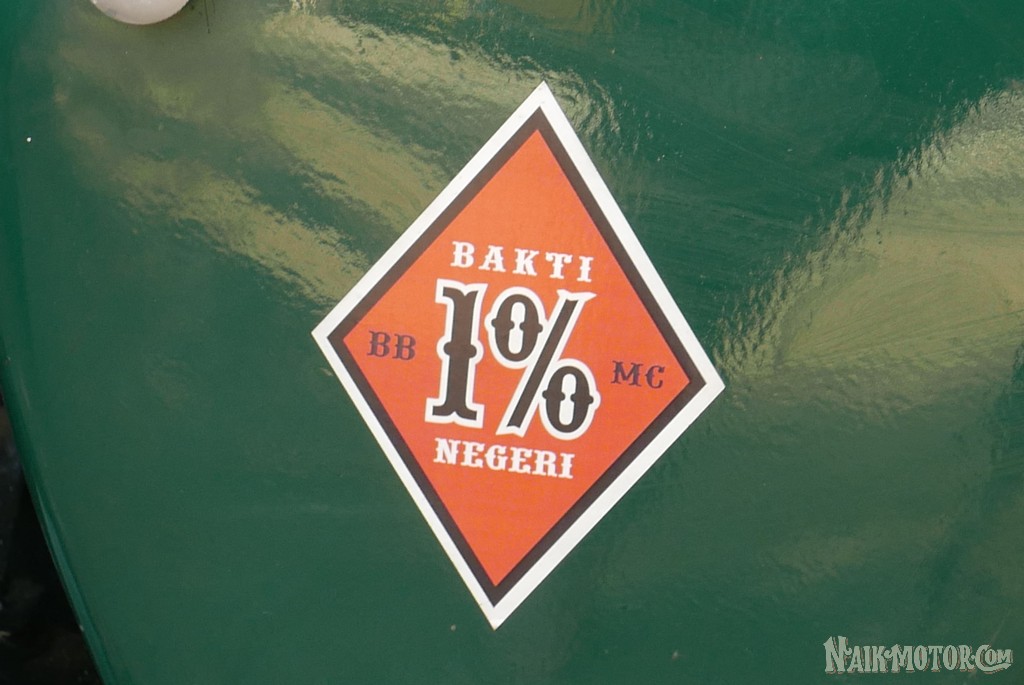 BAKTI
BB 1% MC
NEGERI
NAIK-MOTOR.COM